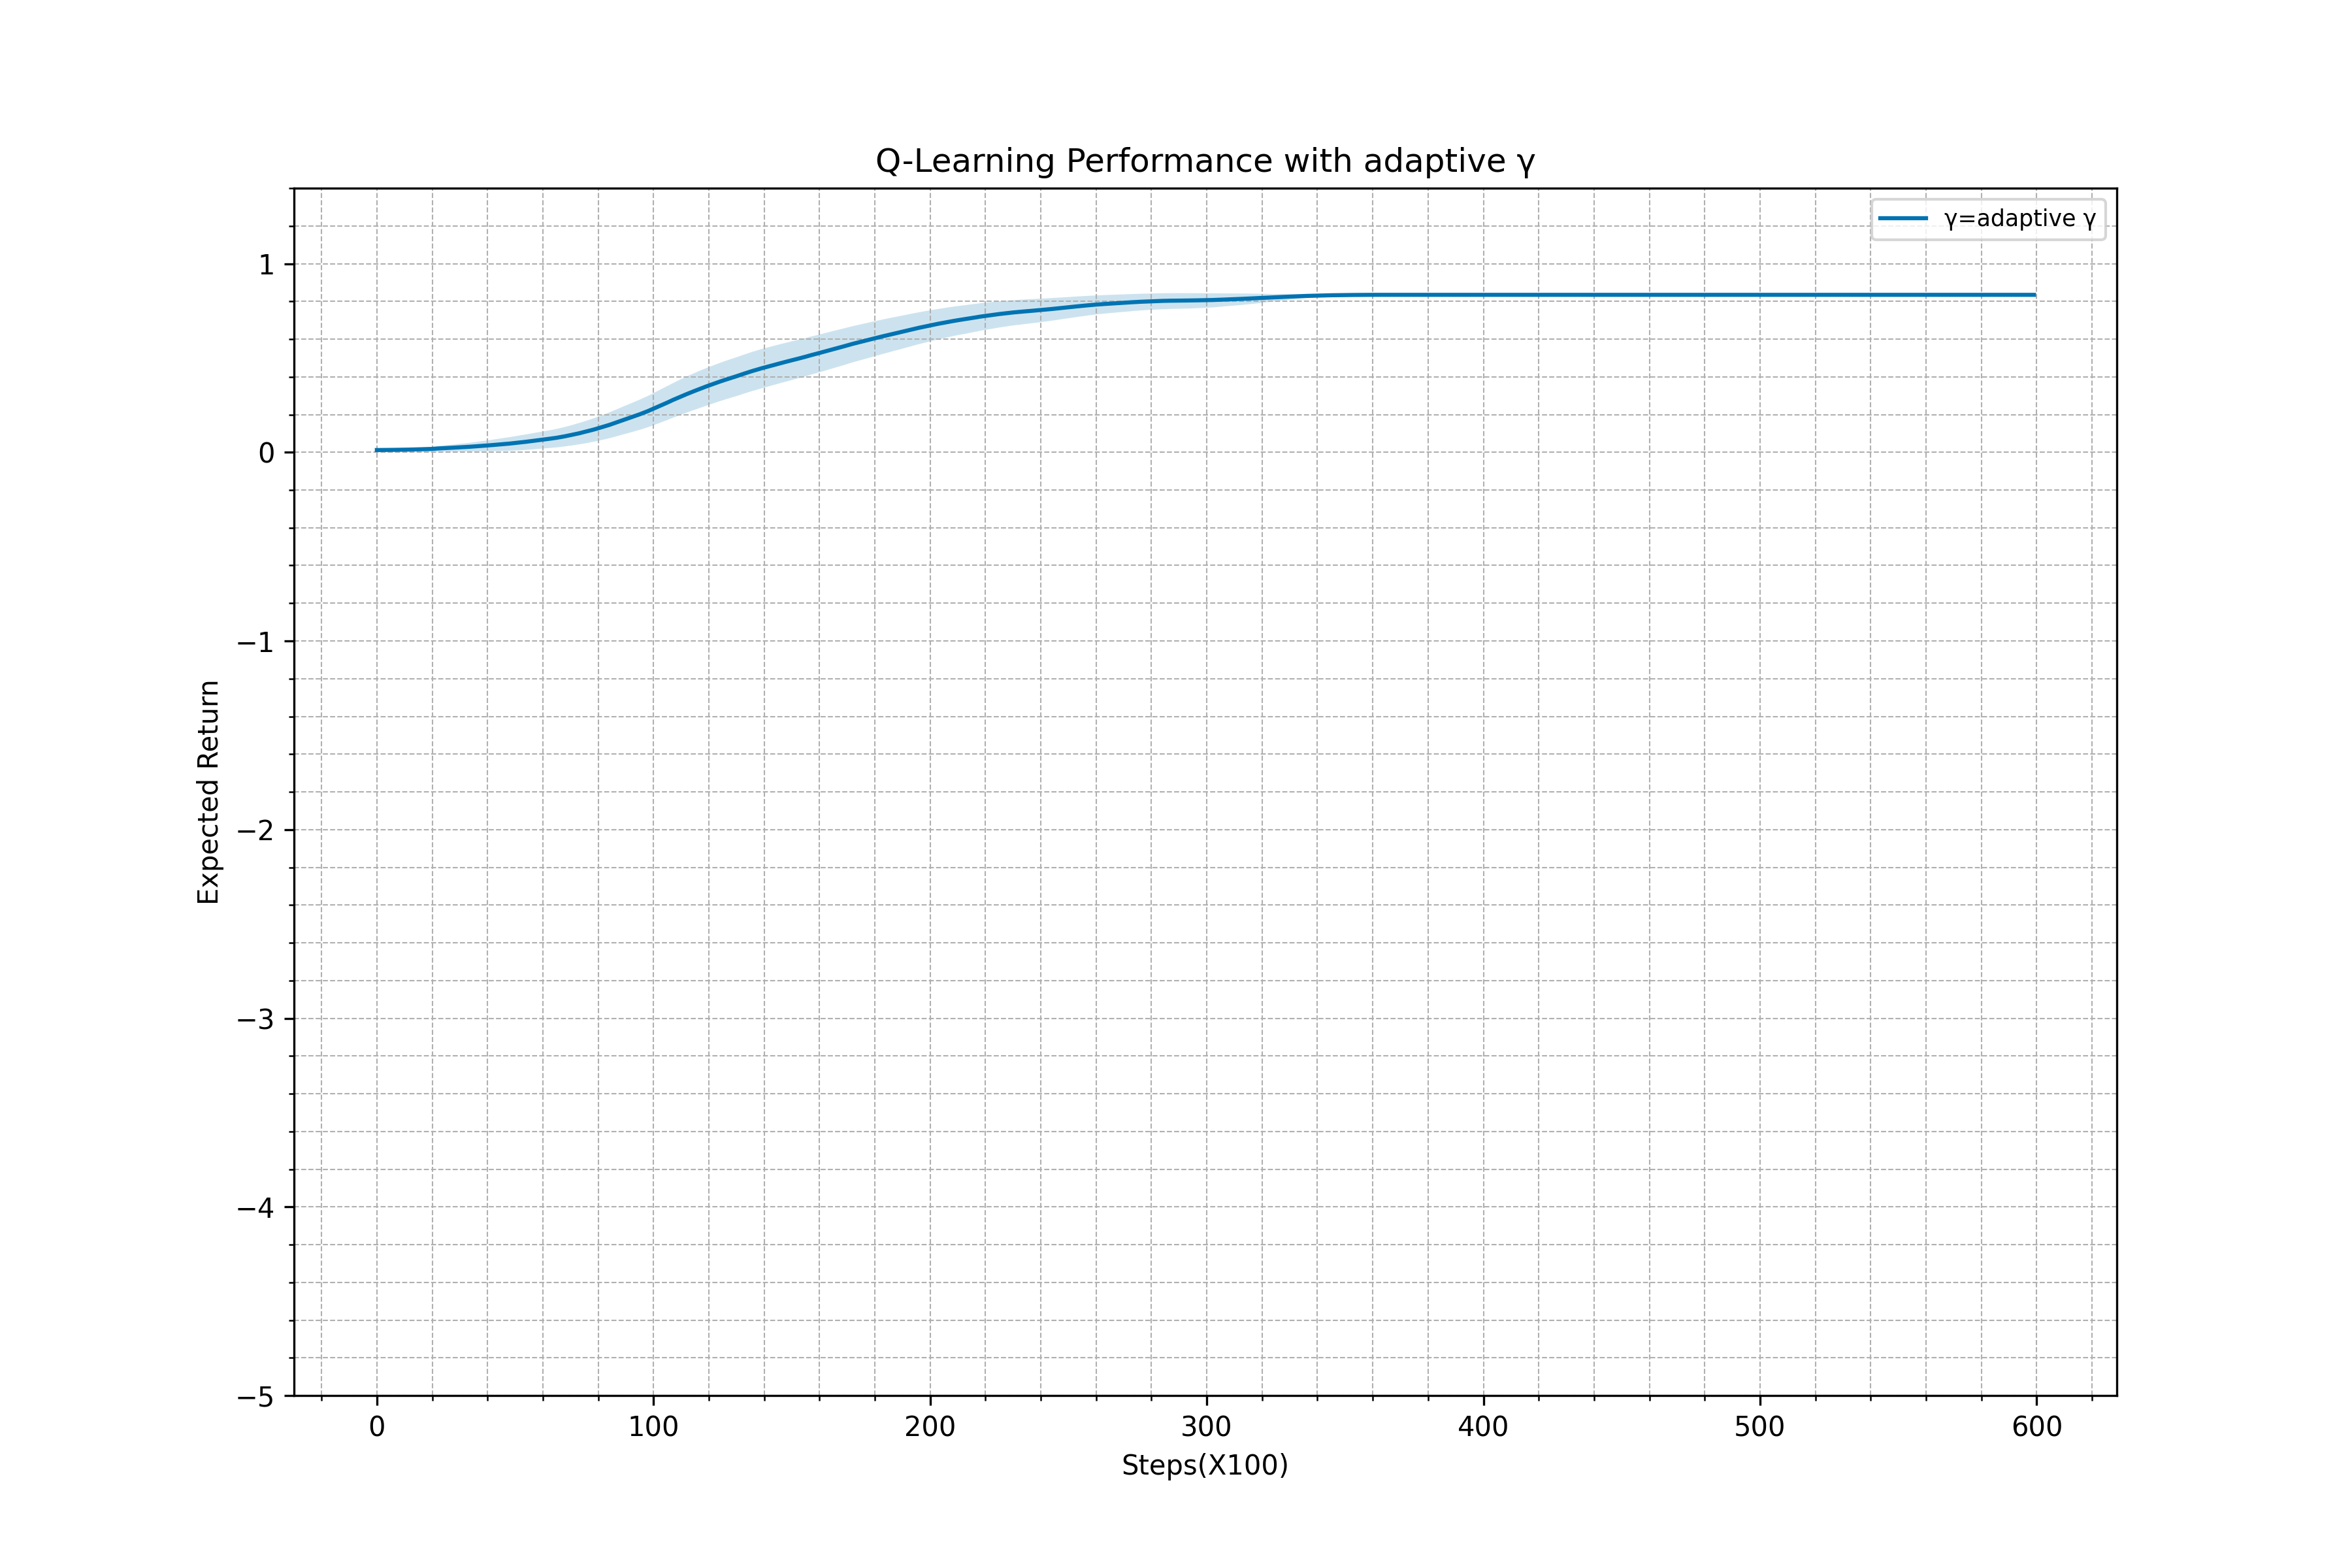 Q-Learning Performance with adaptive γ
γ=adaptive γ
1
0
−1
−2
−3
−4
−5
Expected Return
0 100 200 300 400 500 600
Steps(X100)